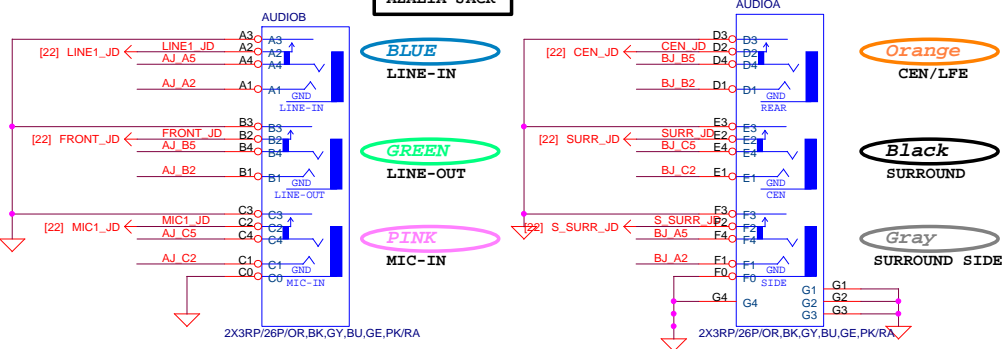 AZALIA JACK
AUDIOB
A3 A3
[22] LINE1_JD LINE1_JD A2 A2
AJ_A5 A4 A4
AJ_A2 A1 A1
GND
LINE-IN
BLUE
LINE-IN
B3 B3
[22] FRONT_JD FRONT_JD B2 B2
AJ_B5 B4 B4
AJ_B2 B1 B1
GND
LINE-OUT
GREEN
LINE-OUT
C3 C3
[22] MIC1_JD MIC1_JD C2 C2
AJ_C5 C4 C4
AJ_C2 C1 C1
C0 C0
GND
MIC-IN
PINK
MIC-IN
2X3RP/26P/OR,BK,GY,BU,GE,PK/RA
AUDIOA
D3 D3
[22] CEN_JD CEN_JD D2 D2
BJ_B5 D4 D4
BJ_B2 D1 D1
GND
REAR
Orange
CEN/LFE
E3 E3
[22] SURR_JD SURR_JD E2 E2
BJ_C5 E4 E4
BJ_C2 E1 E1
GND
CEN
Black
SURROUND
F3 F3
[22] S_SURR_JD S_SURR_JD F2 F2
BJ_A5 F4 F4
BJ_A2 F1 F1
F0 F0
GND
SIDE
Gray
SURROUND SIDE
G4 G4
G1 G1
G2 G2
G3 G3
2X3RP/26P/OR,BK,GY,BU,GE,PK/RA